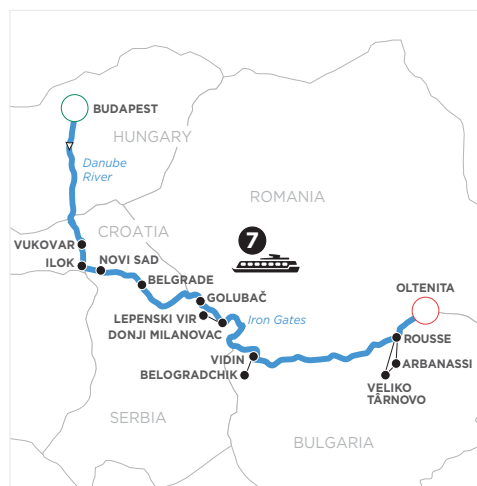 BUDAPEST
HUNGARY
Danube
River
ROMANIA
CROATIA
7
VUKOVAR
ILOK
NOVI SAD
BELGRADE
GOLUBAČ
OLTENITA
LEPENSKI VIR
DONJI MILANOVAC
Iron Gates
ROUSSE
VIDIN
BELOGRADCHIK
ARBANASSI
VELIKO
TÂRNOVO
SERBIA
BULGARIA